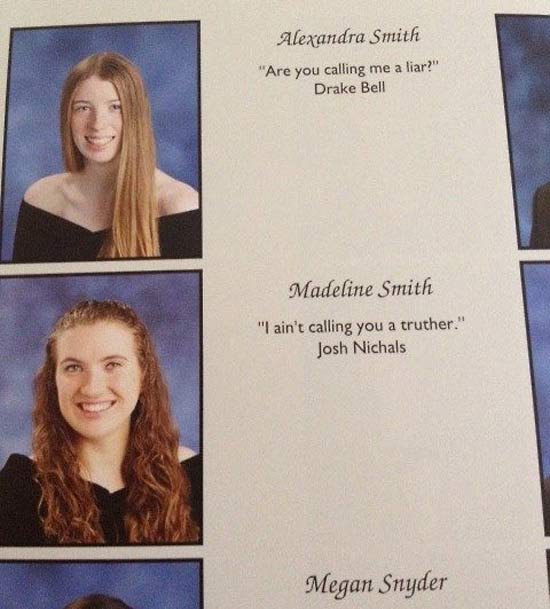 Alexandra Smith
"Are you calling me a liar?"
Drake Bell
Madeline Smith
"I ain't calling you a truther."
Josh Nichals
Megan Snyder